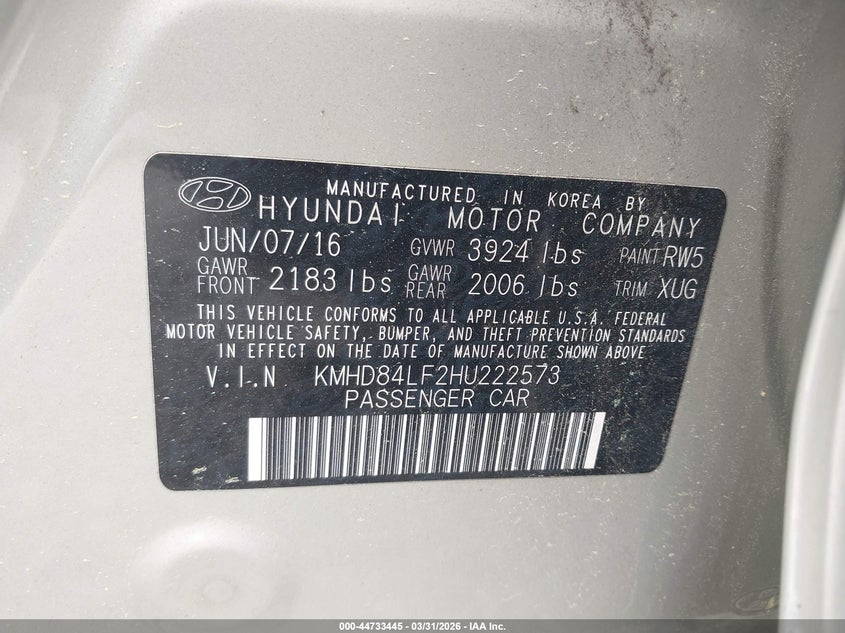 MANUFACTURED IN KOREA BY
HYUNDAI MOTOR COMPANY
JUN/07/16 GVWR 3924 lbs PAINT RW5
GAWR FRONT 2183 lbs GAWR REAR 2006 lbs TRIM XUG
THIS VEHICLE CONFORMS TO ALL APPLICABLE U.S.A. FEDERAL
MOTOR VEHICLE SAFETY, BUMPER, AND THEFT PREVENTION STANDARDS
IN EFFECT ON THE DATE OF MANUFACTURE SHOWN ABOVE
V.I.N KMHD84LF2HU222573
PASSENGER CAR
000-44733445 - 03/31/2026 - IAA Inc.